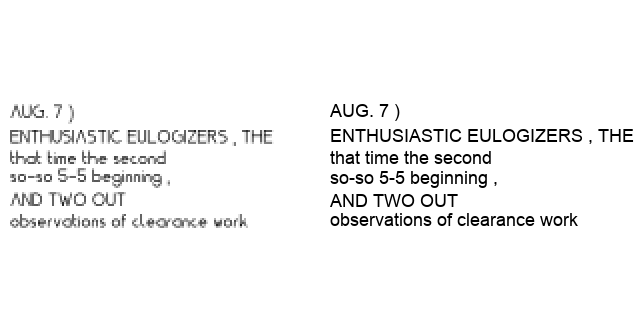 AUG. 7 ) AUG. 7 )
ENTHUSIASTIC EULOGIZERS , THE ENTHUSIASTIC EULOGIZERS , THE
that time the second that time the second
so-so 5-5 beginning , so-so 5-5 beginning ,
AND TWO OUT AND TWO OUT
observations of clearance work observations of clearance work